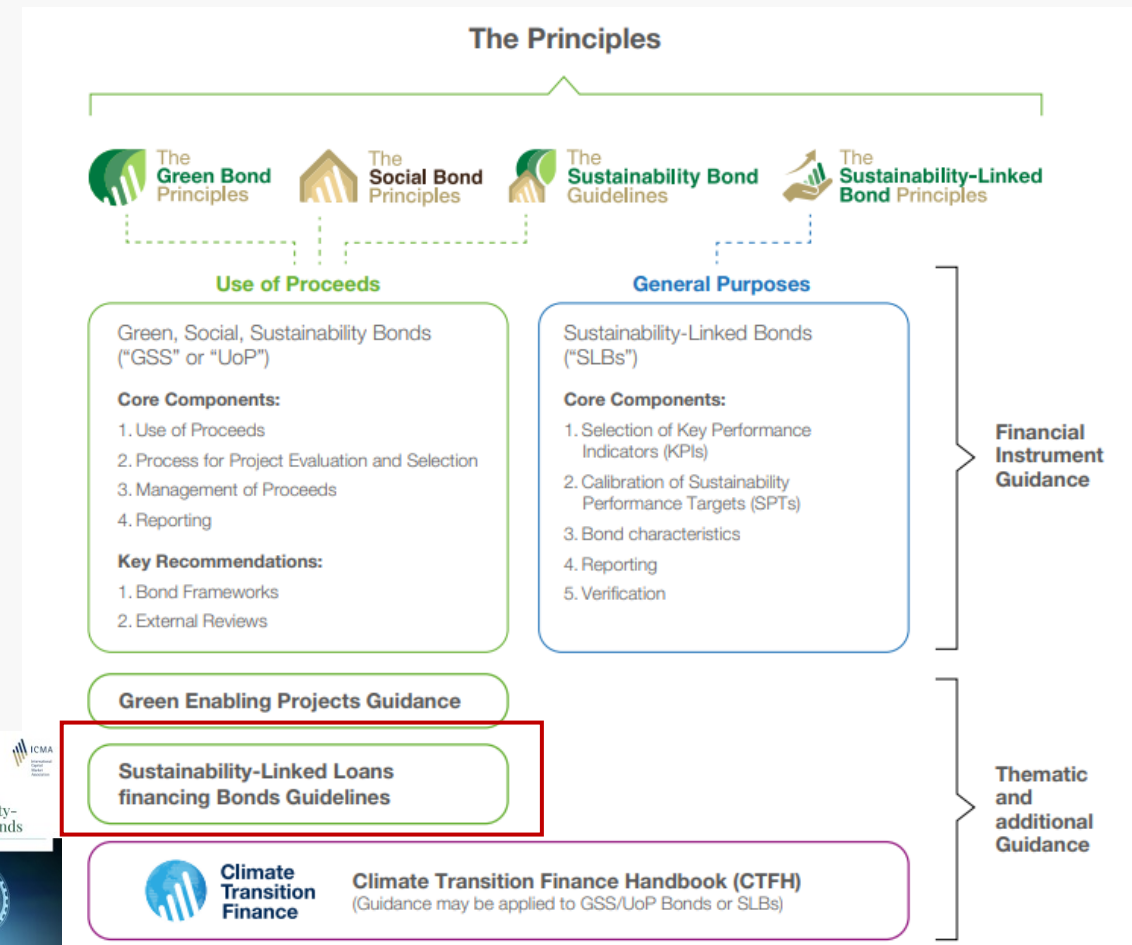 The Principles
The
Green Bond
Principles
The
Social Bond
Principles
The
Sustainability Bond
Guidelines
The
Sustainability-Linked
Bond Principles
Use of Proceeds
Green, Social, Sustainability Bonds
(“GSS” or “UoP”)
Core Components:
1. Use of Proceeds
2. Process for Project Evaluation and Selection
3. Management of Proceeds
4. Reporting
Key Recommendations:
1. Bond Frameworks
2. External Reviews
General Purposes
Sustainability-Linked Bonds
(“SLBs”)
Core Components:
1. Selection of Key Performance
Indicators (KPIs)
2. Calibration of Sustainability
Performance Targets (SPTs)
3. Bond characteristics
4. Reporting
5. Verification
Financial
Instrument
Guidance
Green Enabling Projects Guidance
ICMA
International
Capital
Market
Association
ty-
nds
Sustainability-Linked Loans
financing Bonds Guidelines
Thematic
and
additional
Guidance
Climate
Transition
Finance
Climate Transition Finance Handbook (CTFH)
(Guidance may be applied to GSS/UoP Bonds or SLBs)